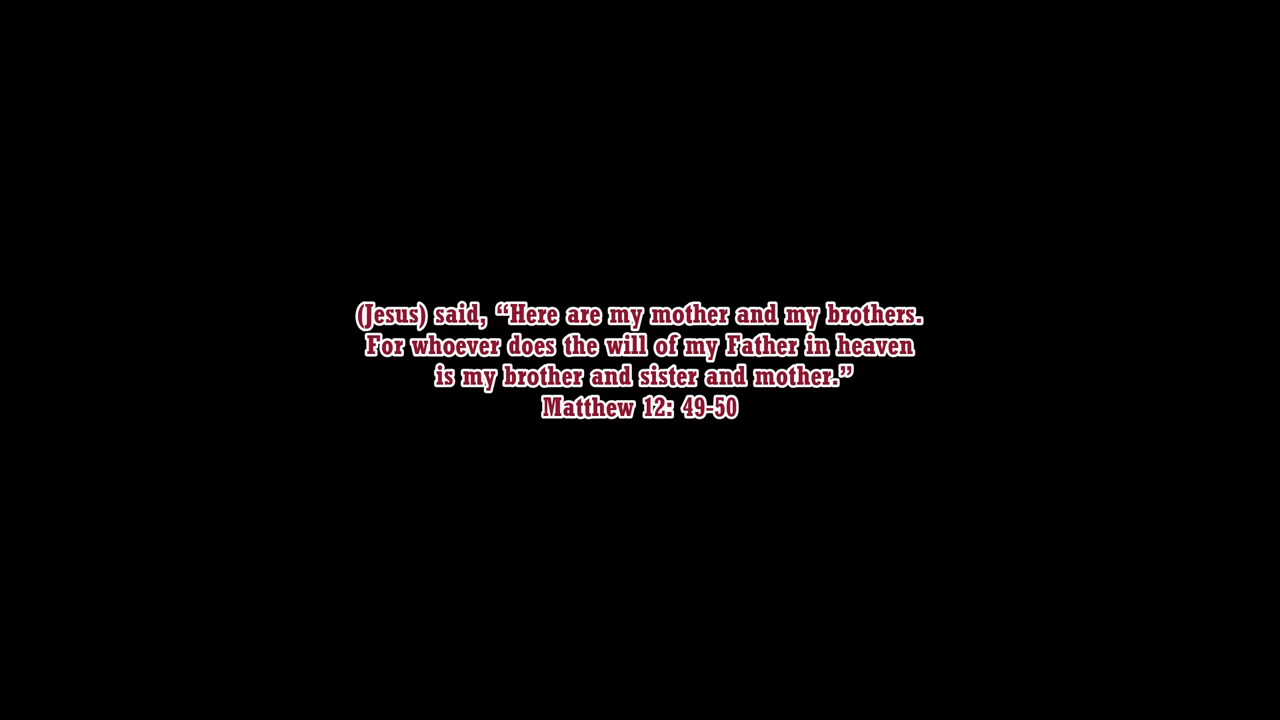 (Jesus) said, “Here are my mother and my brothers.
For whoever does the will of my Father in heaven
is my brother and sister and mother.”
Matthew 12: 49-50